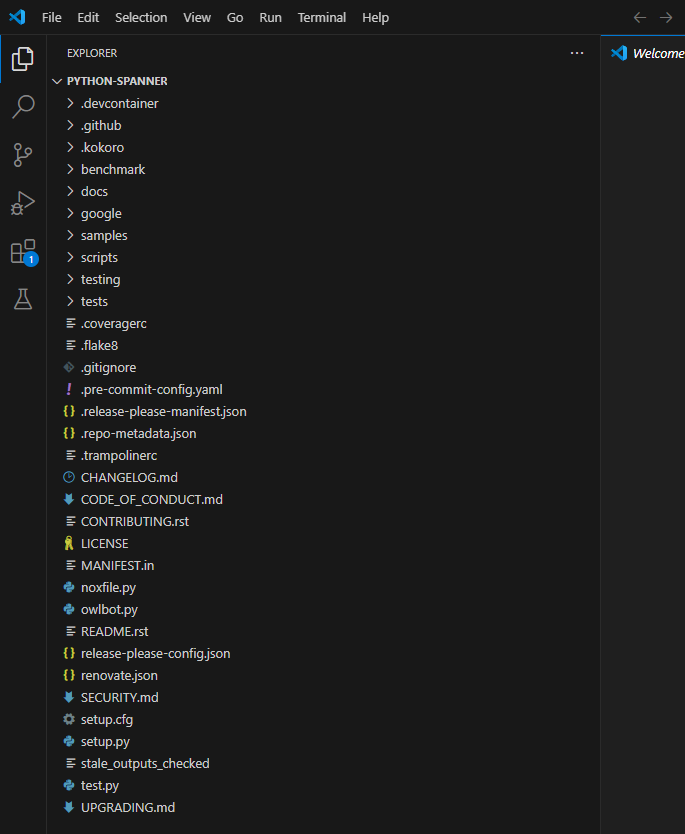 File Edit Selection View Go Run Terminal Help
EXPLORER
Welcome
PYTHON-SPANNER
.devcontainer
.github
.kokoro
benchmark
docs
google
samples
scripts
1
testing
tests
.coveragerc
.flake8
.gitignore
.pre-commit-config.yaml
.release-please-manifest.json
.repo-metadata.json
.trampolinerc
CHANGELOG.md
CODE_OF_CONDUCT.md
CONTRIBUTING.rst
LICENSE
MANIFEST.in
noxfile.py
owlbot.py
README.rst
release-please-config.json
renovate.json
SECURITY.md
setup.cfg
setup.py
stale_outputs_checked
test.py
UPGRADING.md